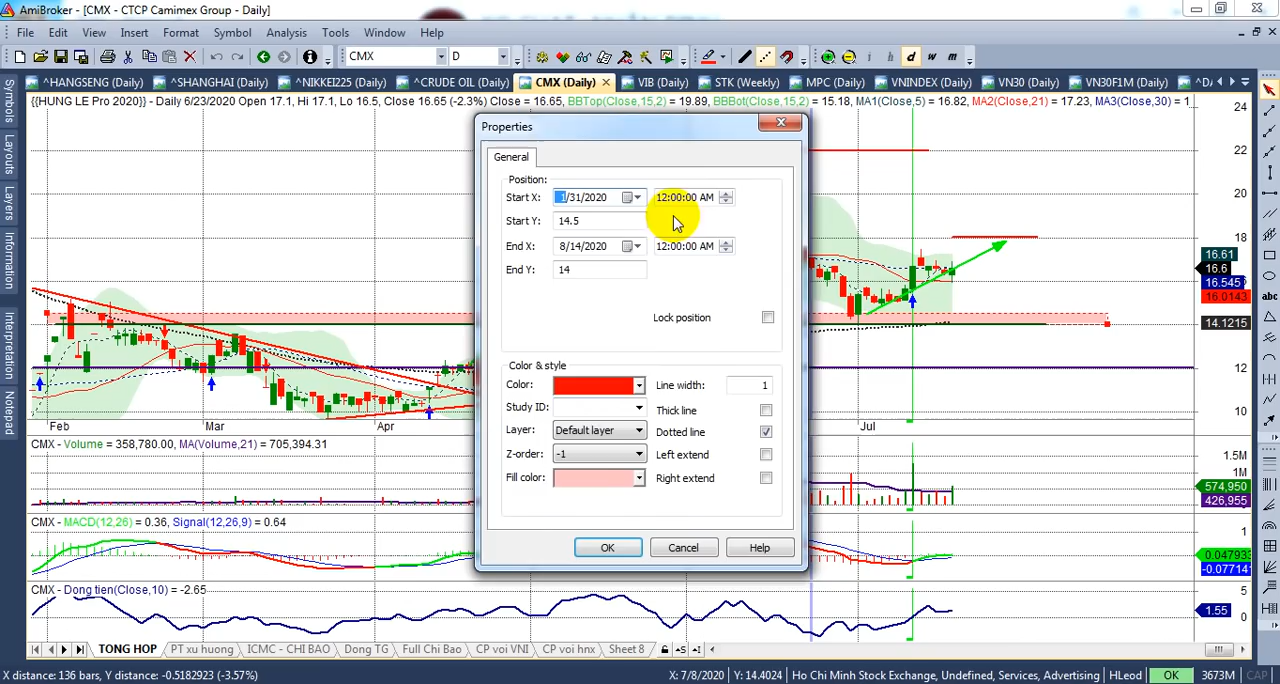 AmiBroker - [CMX - CTCP Camimex Group - Daily]
File Edit View Insert Format Symbol Analysis Tools Window Help
CMX D i h i d w m
^HANGSENG (Daily) ^SHANGHAI (Daily) ^NIKKEI225 (Daily) ^CRUDE OIL (Daily) CMX (Daily) VIB (Daily) STK (Weekly) MPC (Daily) VNINDEX (Daily) VN30 (Daily) VN30F1M (Daily) ^DA
{{HUNG LE Pro 2020}} - Daily 6/23/2020 Open 17.1, Hi 17.1, Lo 16.5, Close 16.65 (-2.3%) Close = 16.65, BBTop(Close,15,2) = 19.89, BBBot(Close,15,2) = 15.18, MA1(Close,5) = 16.82, MA2(Close,21) = 17.23, MA3(Close,30) = 1.
Symbols
Layouts
Layers
Information
Interpretation
Notepad
abc
24
22
20
18
16.61
16.6
16.545
16.0143
14.1215
12
10
Properties
General
Position:
Start X: 1/31/2020 12:00:00 AM
Start Y: 14.5
End X: 8/14/2020 12:00:00 AM
End Y: 14
Lock position
Color & style
Color: Line width: 1
Study ID: Thick line
Layer: Default layer Dotted line
Z-order: -1 Left extend
Fill color: Right extend
OK Cancel Help
Feb Mar Apr Jul
CMX - Volume = 358,780.00, MA(Volume,21) = 705,394.31
1.5M
1M
574,950
426,955
CMX - MACD(12,26) = 0.36, Signal(12,26,9) = 0.64
1
0.047933
-0.07714
CMX - Dong tien(Close,10) = -2.65
5
1.55
0
TONG HOP PT xu huong ICMC - CHI BAO Dong TG Full Chi Bao CP voi VNI CP voi hnx Sheet 8
X distance: 136 bars, Y distance: -0.5182923 (-3.57%) X: 7/8/2020 Y: 14.4024 Ho Chi Minh Stock Exchange, Undefined, Services, Advertising HLeod OK 3673M CAP